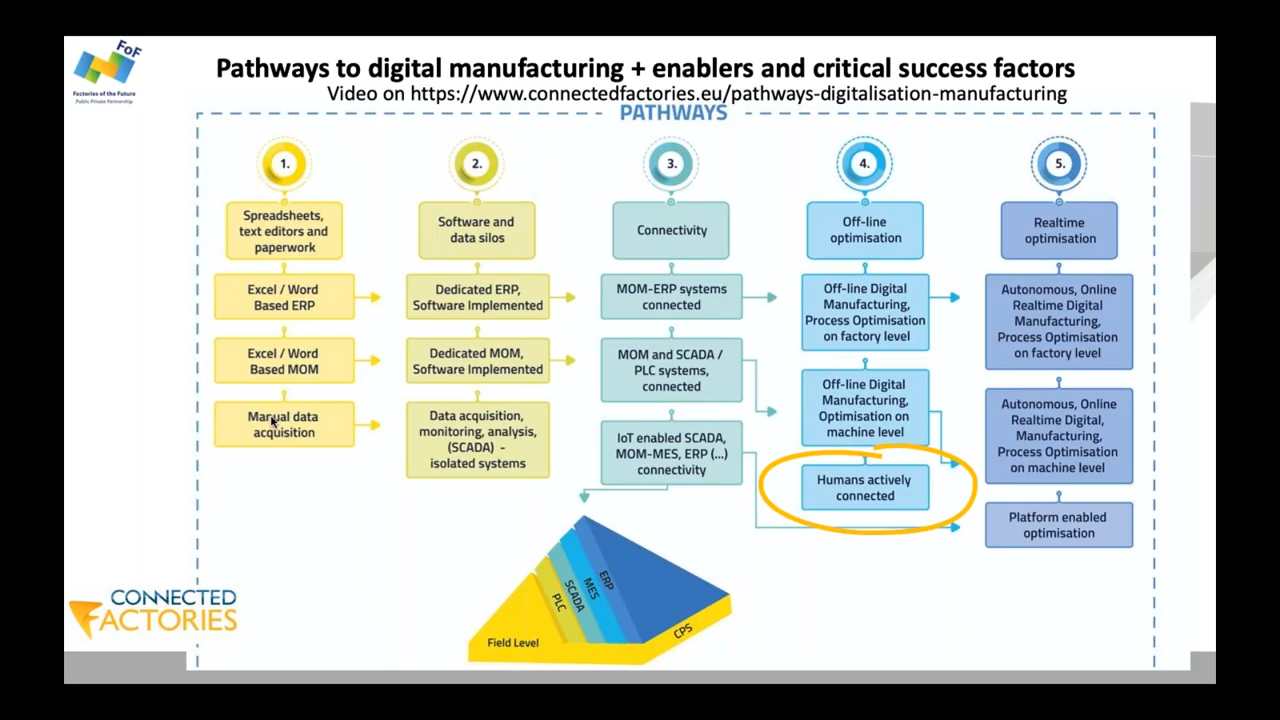 FoF
Factories of the Future
Public Private Partnership
Pathways to digital manufacturing + enablers and critical success factors
Video on https://www.connectedfactories.eu/pathways-digitalisation-manufacturing
PATHWAYS
1.
Spreadsheets,
text editors and
paperwork
Excel / Word
Based ERP
Excel / Word
Based MOM
Manual data
acquisition
2.
Software and
data silos
Dedicated ERP,
Software Implemented
Dedicated MOM,
Software Implemented
Data acquisition,
monitoring, analysis,
(SCADA) -
isolated systems
3.
Connectivity
MOM-ERP systems
connected
MOM and SCADA /
PLC systems,
connected
IoT enabled SCADA,
MOM-MES, ERP (...)
connectivity
4.
Off-line
optimisation
Off-line Digital
Manufacturing,
Process Optimisation
on factory level
Off-line Digital
Manufacturing,
Optimisation on
machine level
Humans actively
connected
5.
Realtime
optimisation
Autonomous, Online
Realtime Digital
Manufacturing,
Process Optimisation
on factory level
Autonomous, Online
Realtime Digital,
Manufacturing,
Process Optimisation
on machine level
Platform enabled
optimisation
Field Level
PLC
SCADA
MES
ERP
CPS
CONNECTED
FACTORIES